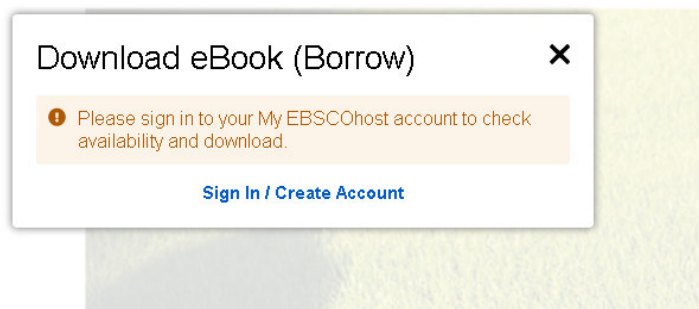 Download eBook (Borrow)
Please sign in to your My EBSCOhost account to check
availability and download.
Sign In / Create Account